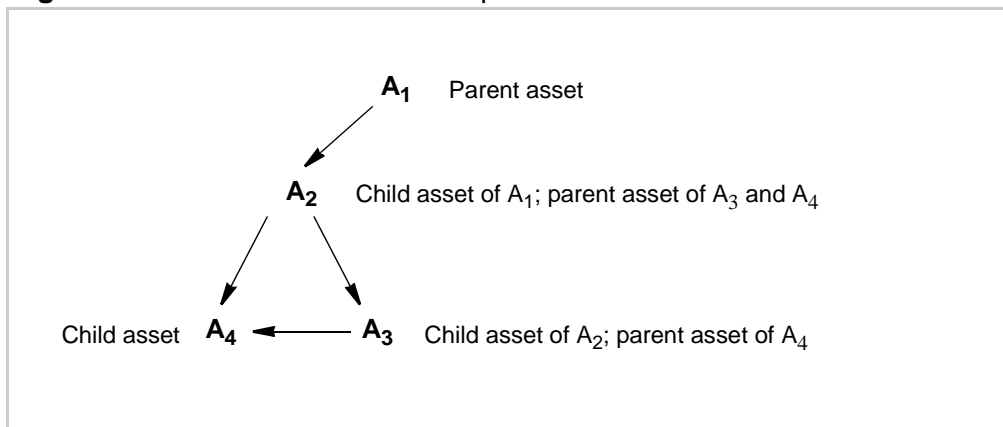 A₁ Parent asset
A₂ Child asset of A₁; parent asset of A₃ and A₄
Child asset A₄ A₃ Child asset of A₂; parent asset of A₄